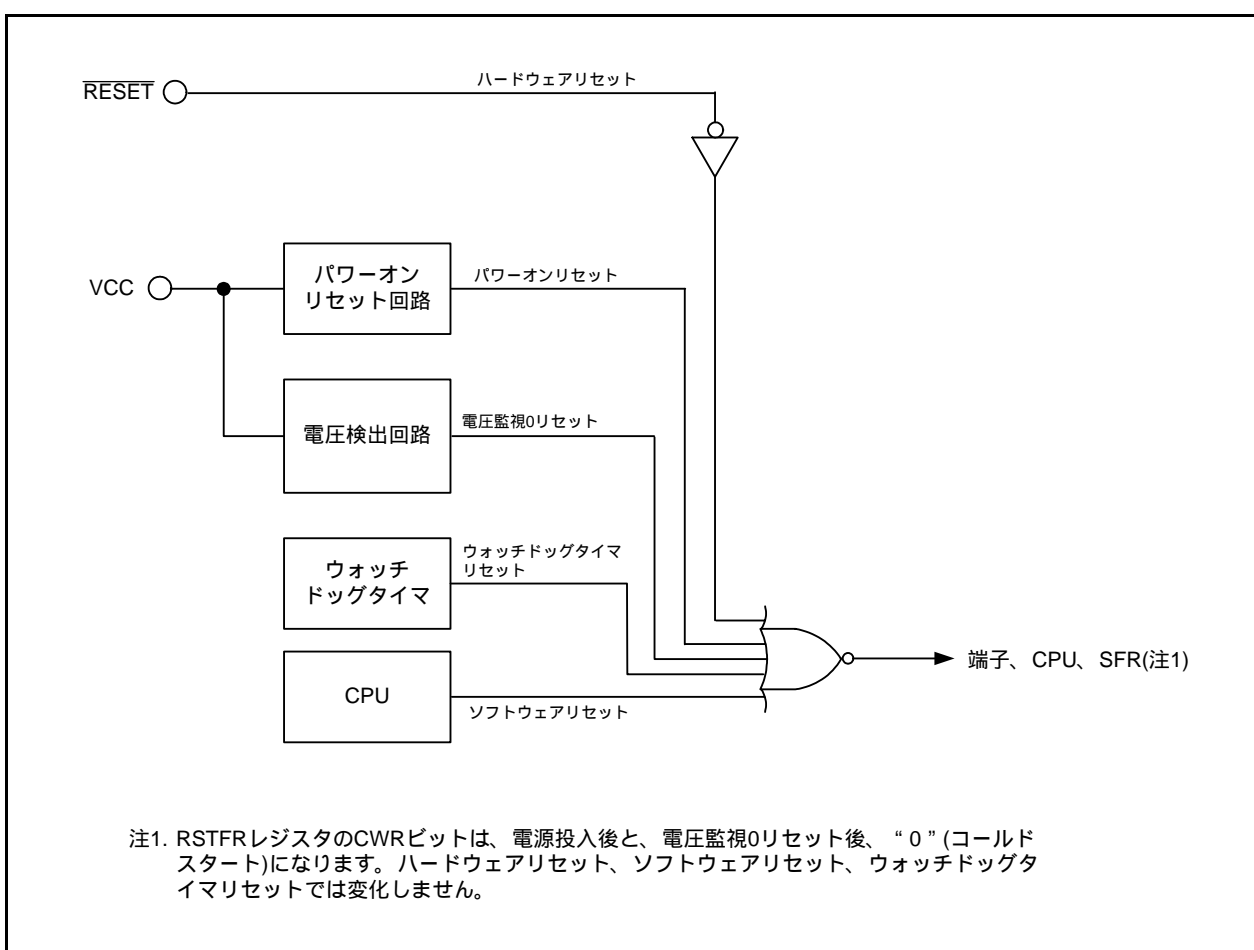 RESET
ハードウェアリセット
VCC
パワーオン
リセット回路
パワーオンリセット
電圧検出回路
電圧監視0リセット
ウォッチ
ドッグタイマ
ウォッチドッグタイマ
リセット
CPU
ソフトウェアリセット
端子、CPU、SFR(注1)
注1. RSTFRレジスタのCWRビットは、電源投入後と、電圧監視0リセット後、“ 0 ” (コールド
スタート)になります。ハードウェアリセット、ソフトウェアリセット、ウォッチドッグタ
イマリセットでは変化しません。